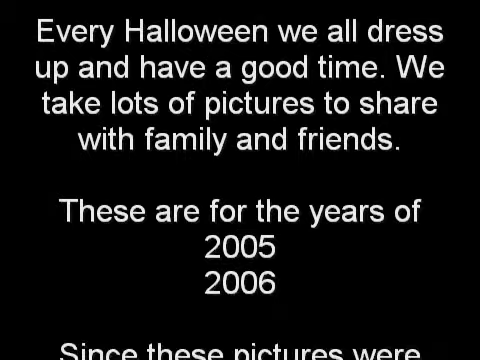 Every Halloween we all dress
up and have a good time. We
take lots of pictures to share
with family and friends.
These are for the years of
2005
2006
Since these pictures were